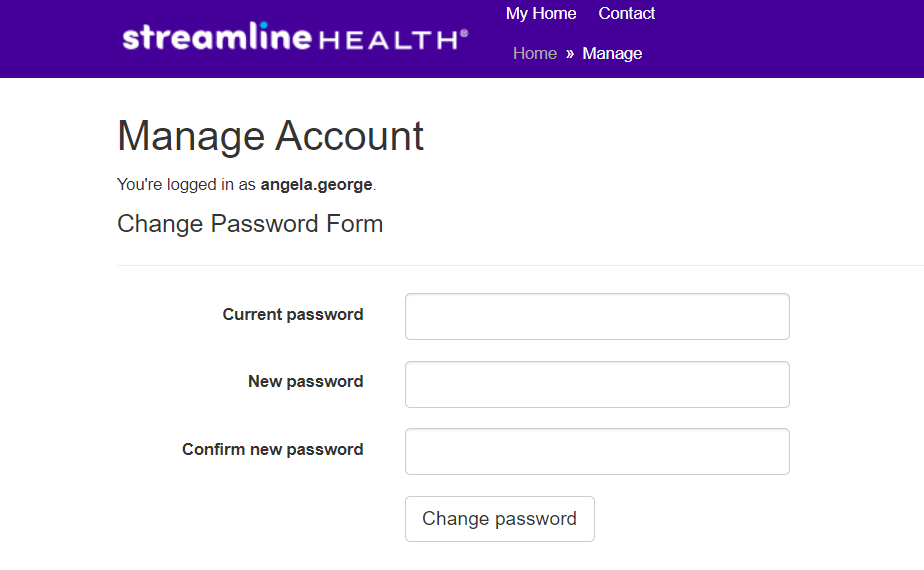 My Home Contact
streamline HEALTH®
Home » Manage
Manage Account
You're logged in as angela.george.
Change Password Form
Current password
New password
Confirm new password
Change password